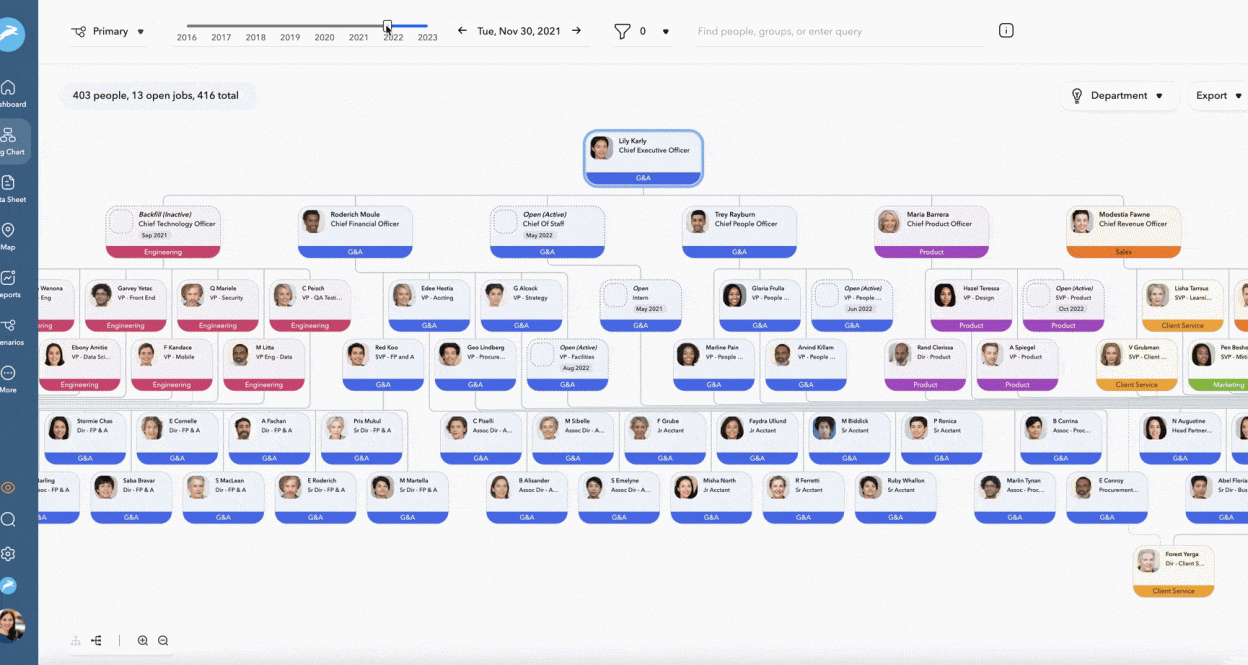 Primary
2016 2017 2018 2019 2020 2021 2022 2023
Tue, Nov 30, 2021
0
Find people, groups, or enter query
shboard
g Chart
ta Sheet
Map
eports
enarios
More
403 people, 13 open jobs, 416 total
Department
Export
Lily Karly
Chief Executive Officer
G&A
Backfill (Inactive)
Chief Technology Officer
Sep 2021
Engineering
Roderich Moule
Chief Financial Officer
G&A
Open (Active)
Chief Of Staff
May 2022
G&A
Trey Rayburn
Chief People Officer
G&A
Maria Barrera
Chief Product Officer
Product
Modestia Fawne
Chief Revenue Officer
Sales
Wenona
Eng
ring
Garvey Yetac
VP - Front End
Engineering
Q Mariele
VP - Security
Engineering
C Peisch
VP - QA Testi...
Engineering
Edee Hestia
VP - Accting
G&A
G Alcock
VP - Strategy
G&A
Open
Intern
May 2021
G&A
Gloria Frulla
VP - People ...
G&A
Open (Active)
VP - People ...
Jun 2022
G&A
Hazel Teressa
VP - Design
Product
Open (Active)
SVP - Product
Oct 2022
Product
Lisha Tarrsus
SVP - Learni...
Client Service
Ebony Amitie
VP - Data Sci...
Engineering
F Kandace
VP - Mobile
Engineering
M Litta
VP Eng - Data
Engineering
Red Koo
SVP - FP and A
G&A
Geo Lindberg
VP - Procure...
G&A
Open (Active)
VP - Facilities
Aug 2022
G&A
Marline Pain
VP - People ...
G&A
Arvind Killam
VP - People ...
G&A
Rand Clerissa
Dir - Product
Product
A Spiegel
VP - Product
Product
V Grubman
SVP - Client ...
Client Service
Pen Besho
SVP - Mkt
Marketing
Stormie Chas
Dir - FP & A
G&A
E Cornelle
Dir - FP & A
G&A
A Fachan
Dir - FP & A
G&A
Pris Mukul
Sr Dir - FP & A
G&A
C Piselli
Assoc Dir - A...
G&A
M Sibelle
Assoc Dir - A...
G&A
F Grube
Jr Acctant
G&A
Faydra Ullund
Jr Acctant
G&A
M Biddick
Sr Acctant
G&A
P Ronica
Sr Acctant
G&A
B Corrina
Assoc - Proc...
G&A
N Augustine
Head Partner...
G&A
arling
soc - FP & A
&A
Saba Bravar
Dir - FP & A
G&A
S MacLean
Dir - FP & A
G&A
E Roderich
Sr Dir - FP & A
G&A
M Martella
Sr Dir - FP & A
G&A
B Alisander
Assoc Dir - A...
G&A
S Emelyne
Assoc Dir - A...
G&A
Misha North
Jr Acctant
G&A
R Ferretti
Sr Acctant
G&A
Ruby Whallon
Sr Acctant
G&A
Marlin Tynan
Assoc - Proc...
G&A
E Conroy
Procurement...
G&A
Abel Floria
Sr Dir - Bus
G&A
Forest Yerga
Dir - Client S...
Client Service